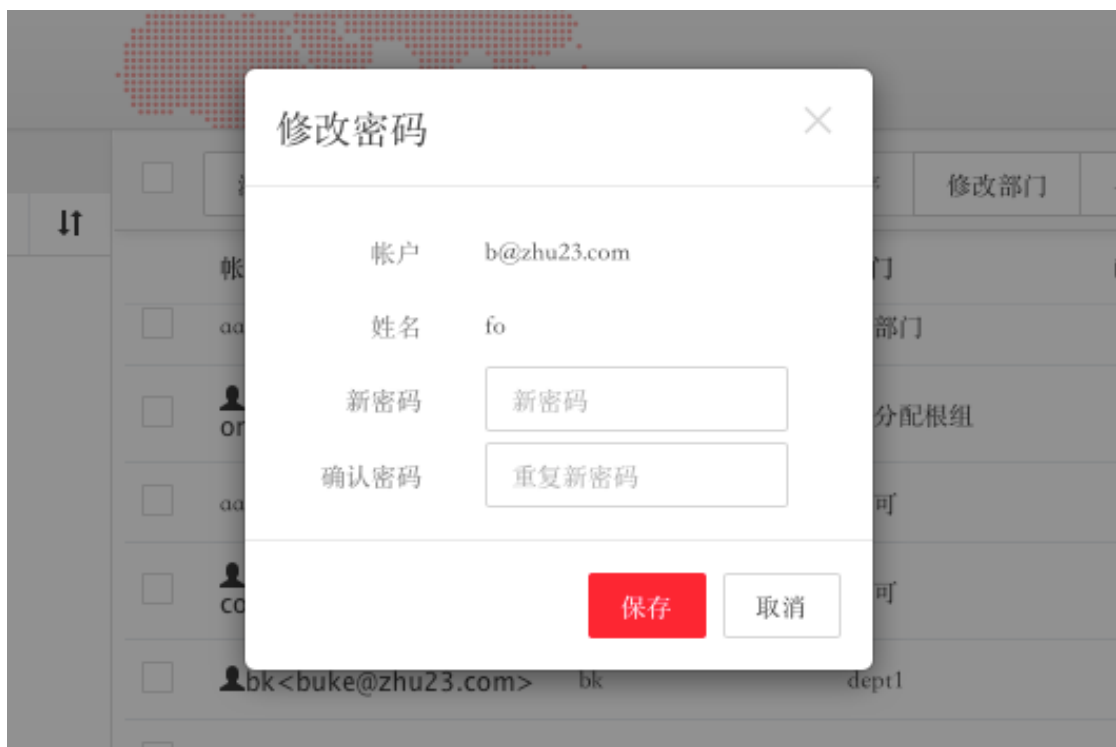 修改密码
修改部门
帐户 b@zhu23.com
姓名 fo
部门
新密码 新密码
分配根组
确认密码 重复新密码
可
保存 取消
可
bk<buke@zhu23.com> bk dept1